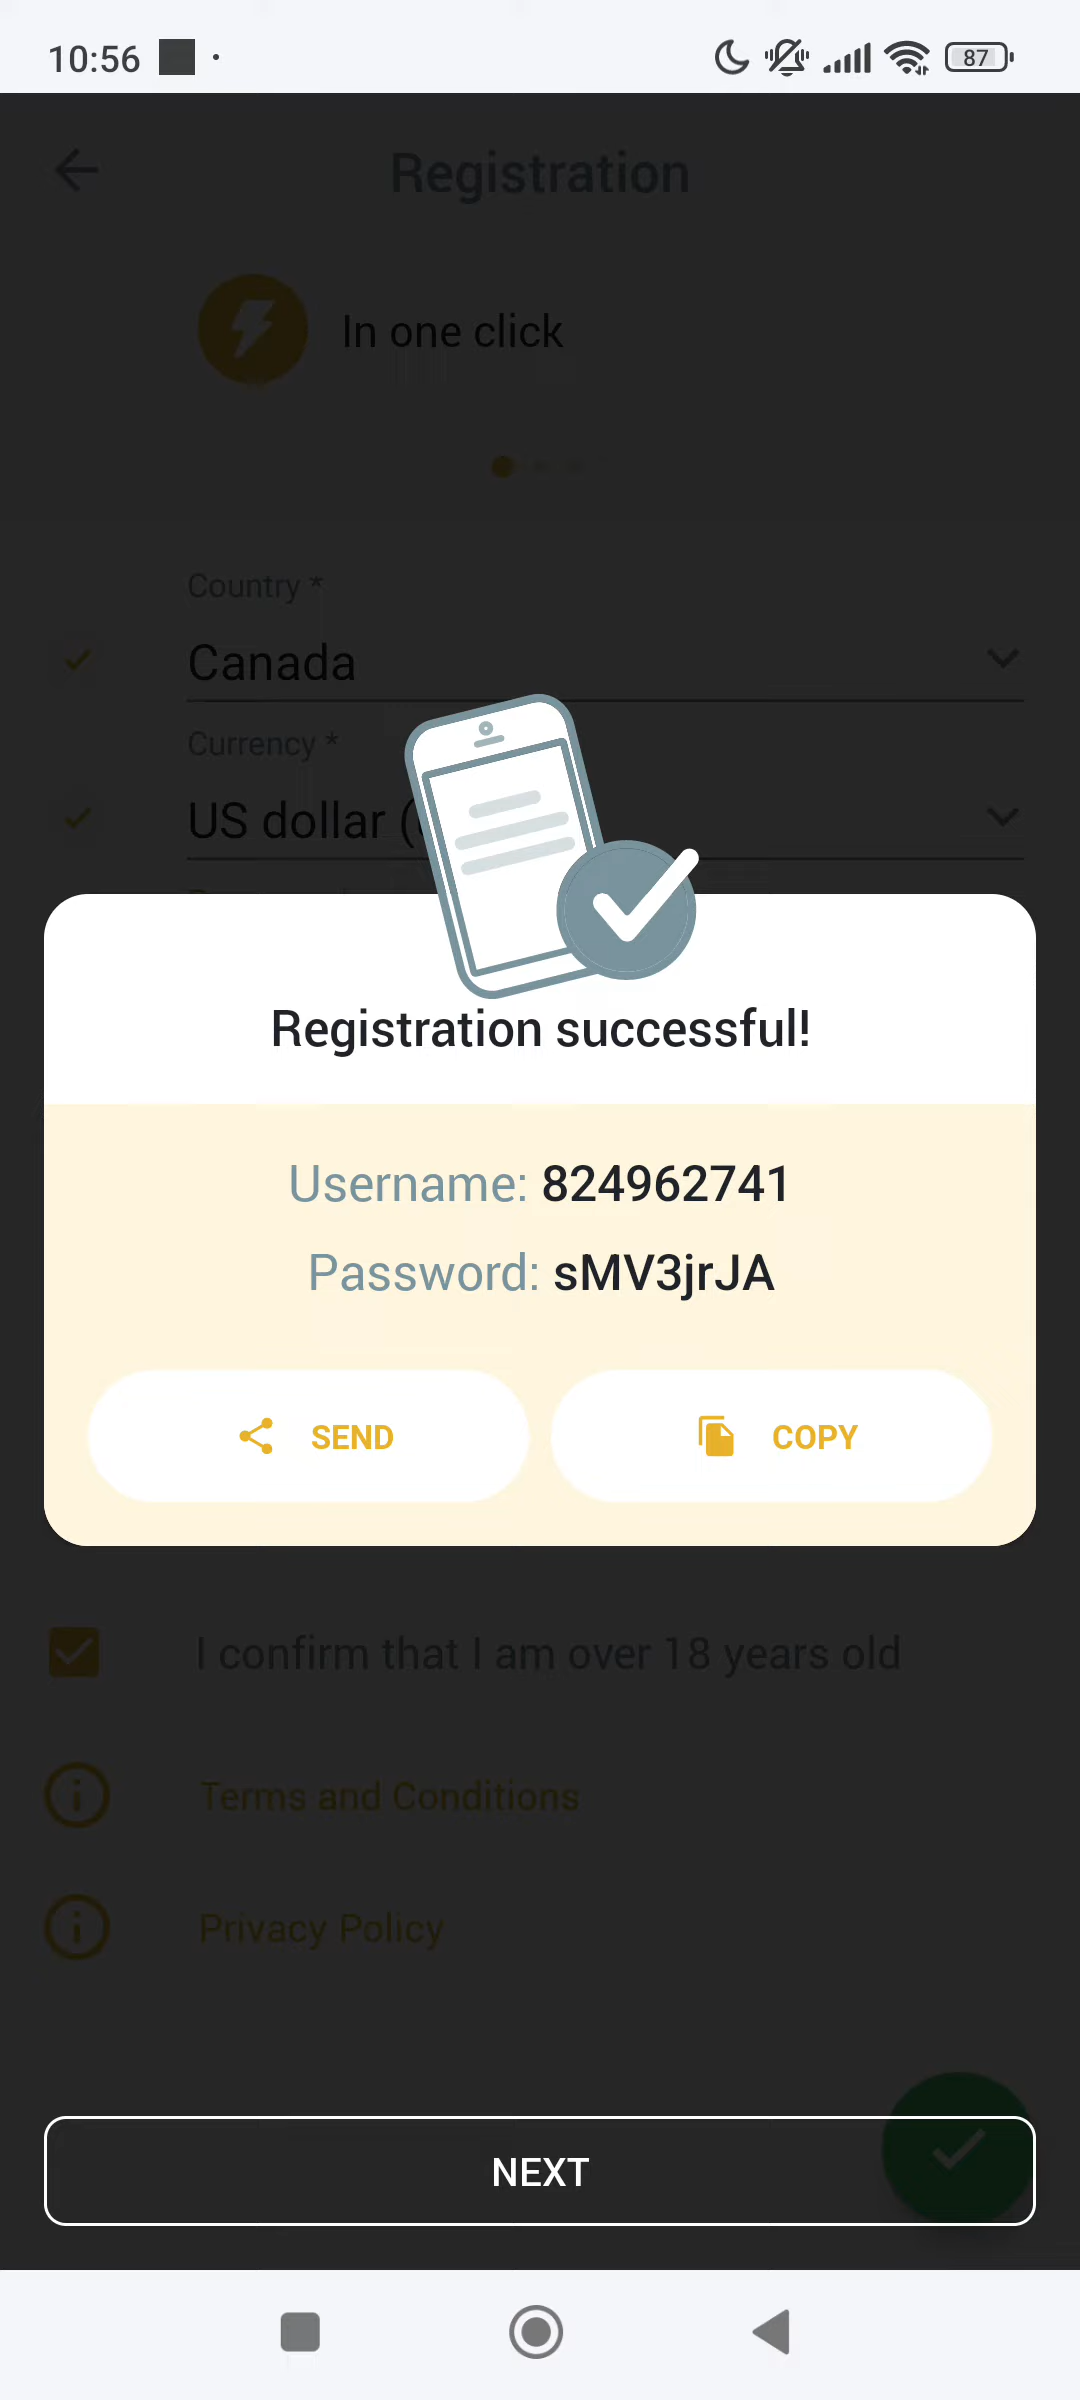 10:56
87
Registration
In one click
Country *
Canada
Currency *
US dollar (
Registration successful!
Username: 824962741
Password: sMV3jrJA
SEND
COPY
I confirm that I am over 18 years old
Terms and Conditions
Privacy Policy
NEXT